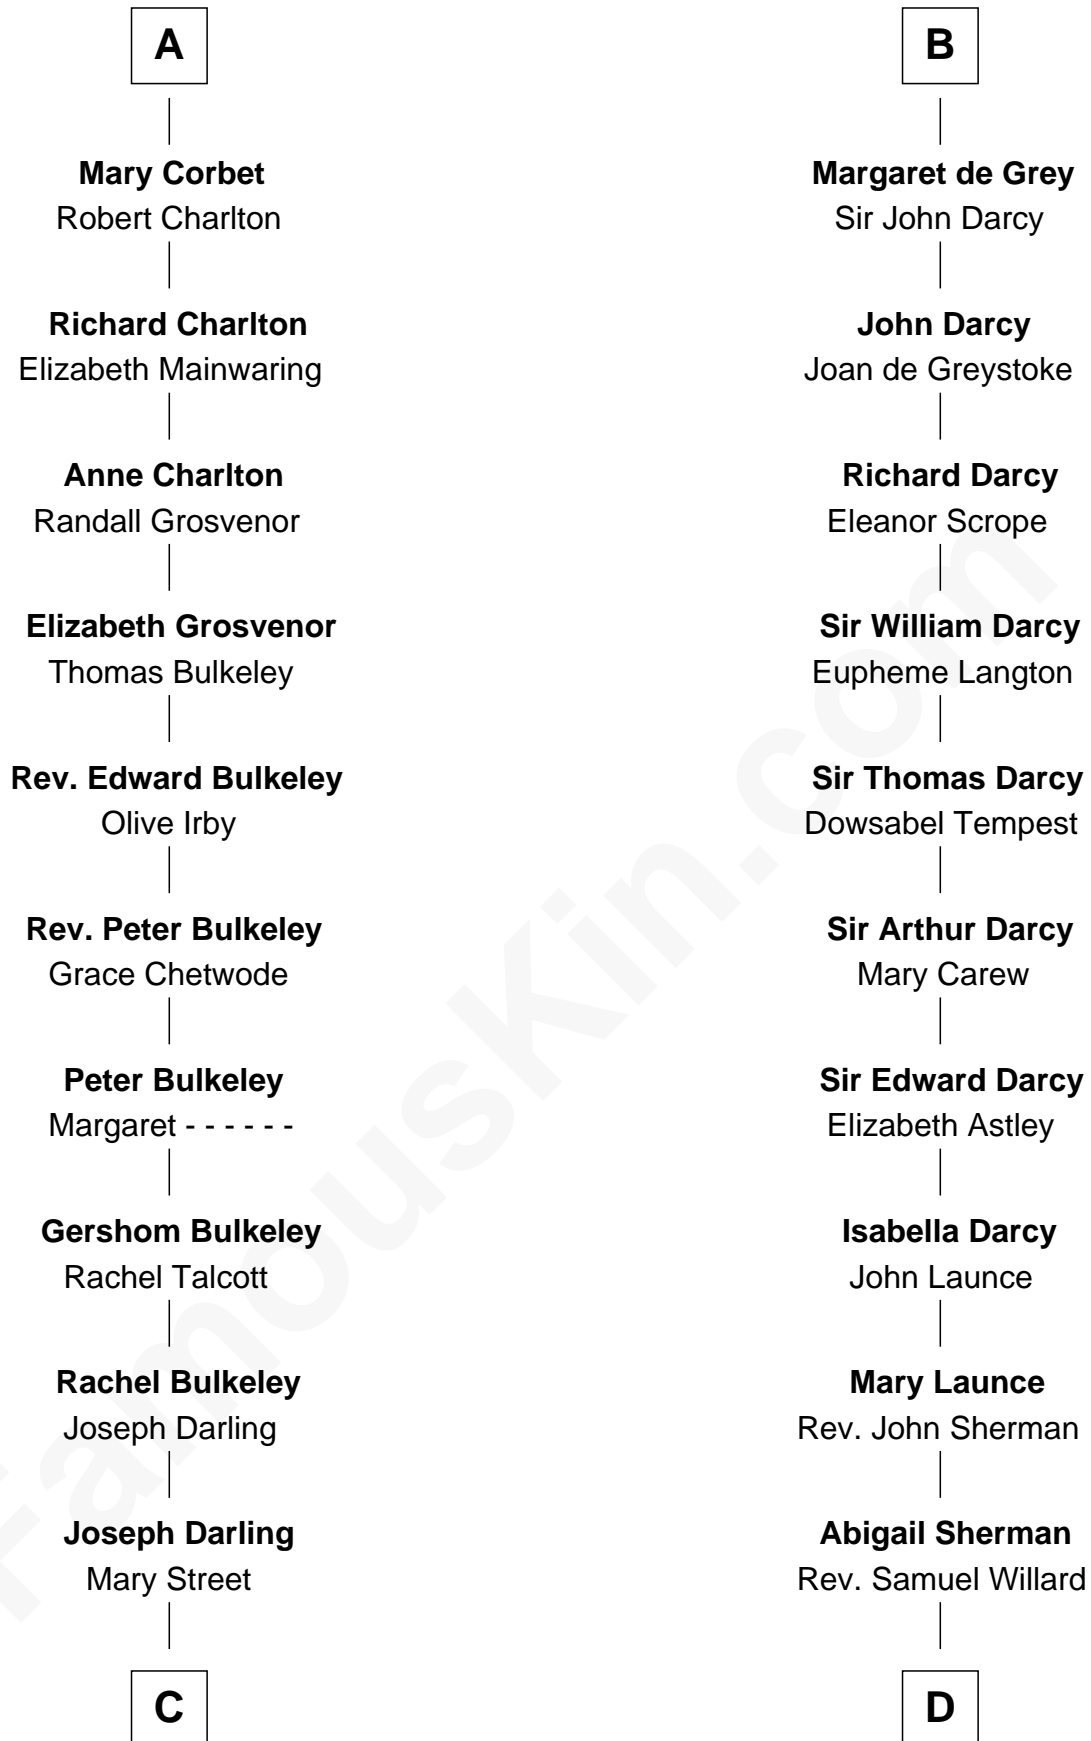 A
Mary Corbet
Robert Charlton
Richard Charlton
Elizabeth Mainwaring
Anne Charlton
Randall Grosvenor
Elizabeth Grosvenor
Thomas Bulkeley
Rev. Edward Bulkeley
Olive Irby
Rev. Peter Bulkeley
Grace Chetwode
Peter Bulkeley
Margaret - - - - - -
Gershom Bulkeley
Rachel Talcott
Rachel Bulkeley
Joseph Darling
Joseph Darling
Mary Street
C
B
Margaret de Grey
Sir John Darcy
John Darcy
Joan de Greystoke
Richard Darcy
Eleanor Scrope
Sir William Darcy
Eupheme Langton
Sir Thomas Darcy
Dowsabel Tempest
Sir Arthur Darcy
Mary Carew
Sir Edward Darcy
Elizabeth Astley
Isabella Darcy
John Launce
Mary Launce
Rev. John Sherman
Abigail Sherman
Rev. Samuel Willard
D
FamousKin.com